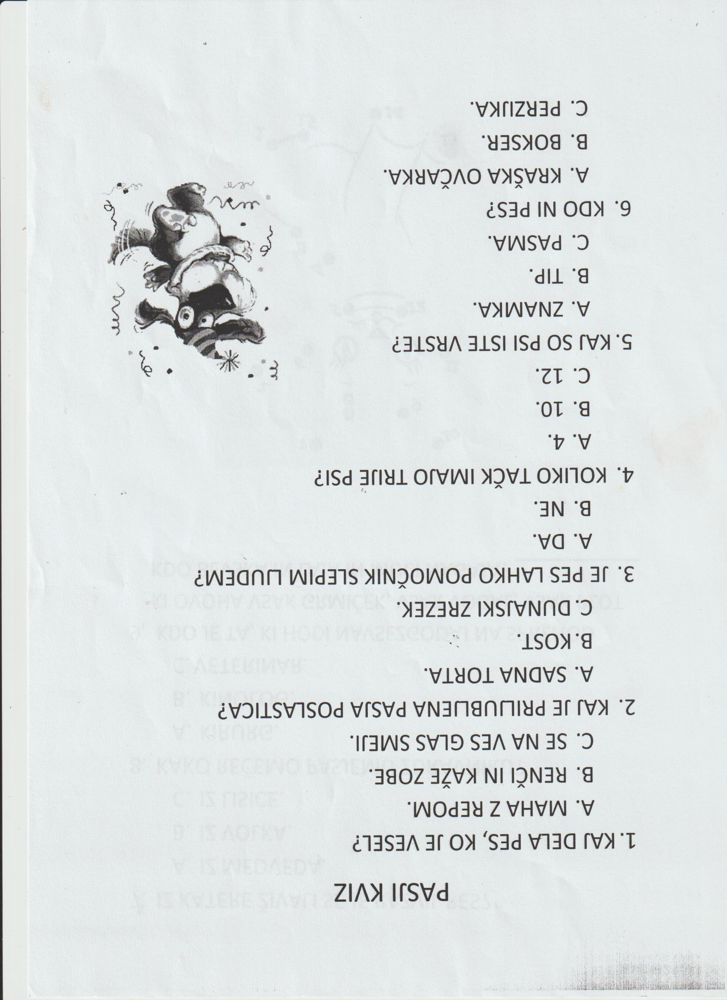 PASJI KVIZ
1. KAJ DELA PES, KO JE VESEL?
A. MAHA Z REPOM.
B. RENČI IN KAŽE ZOBE.
C. SE NA VES GLAS SMEJI.
2. KAJ JE PRILJUBLJENA PASJA POSLASTICA?
A. SADNA TORTA.
B. KOST.
C. DUNAJSKI ZREZEK.
3. JE PES LAHKO POMOČNIK SLEPIM LJUDEM?
A. DA.
B. NE.
4. KOLIKO TAČK IMAJO TRIJE PSI?
A. 4.
B. 10.
C. 12.
5. KAJ SO PSI ISTE VRSTE?
A. ZNAMKA.
B. TIP.
C. PASMA.
6. KDO NI PES?
A. KRAŠKA OVČARKA.
B. BOKSER.
C. PERZIJKA.